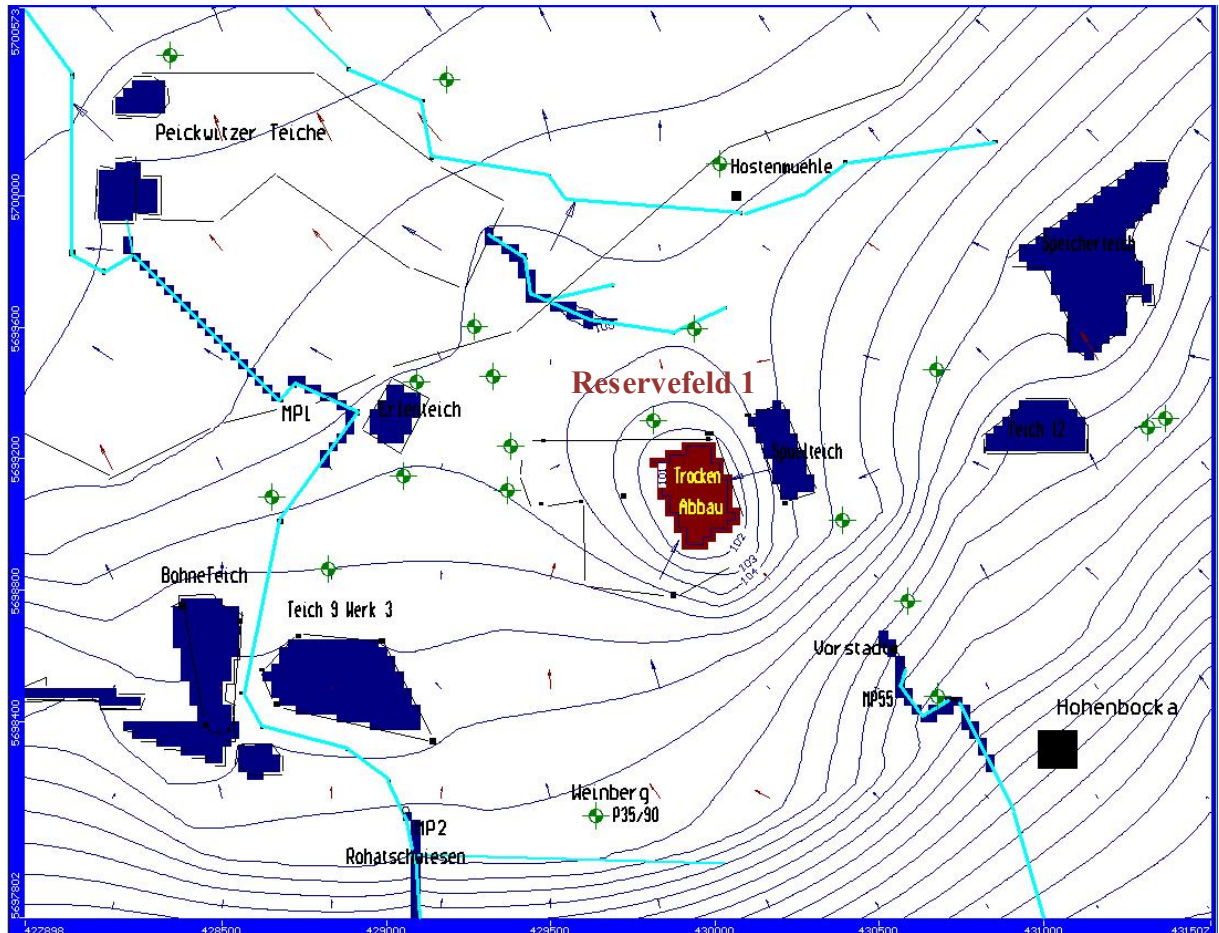 5700573
Peickwitzer Teiche
Hostenmuehle
5700000
Speicherteich
5699600
Reservefeld 1
MP1
Erlenteich
Teich 12
Spuelteich
5699200
101
Trocken
Abbau
102
103
104
5698800
BohneTeich
Teich 9 Werk 3
Vorstadt
MP55
Hohenbocka
5698400
Weinberg
P35/90
MP2
Rohatschwiesen
5697802
427898
428500
429000
429500
430000
430500
431000
431507